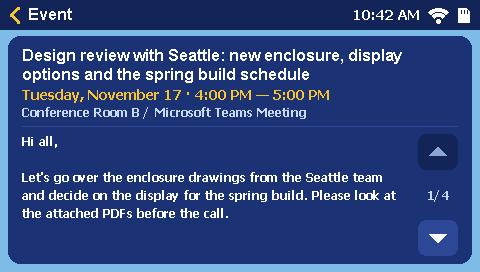 Event
10:42 AM
Design review with Seattle: new enclosure, display
options and the spring build schedule
Tuesday, November 17 · 4:00 PM — 5:00 PM
Conference Room B / Microsoft Teams Meeting
Hi all,
Let's go over the enclosure drawings from the Seattle team
and decide on the display for the spring build. Please look at
the attached PDFs before the call.
1/4